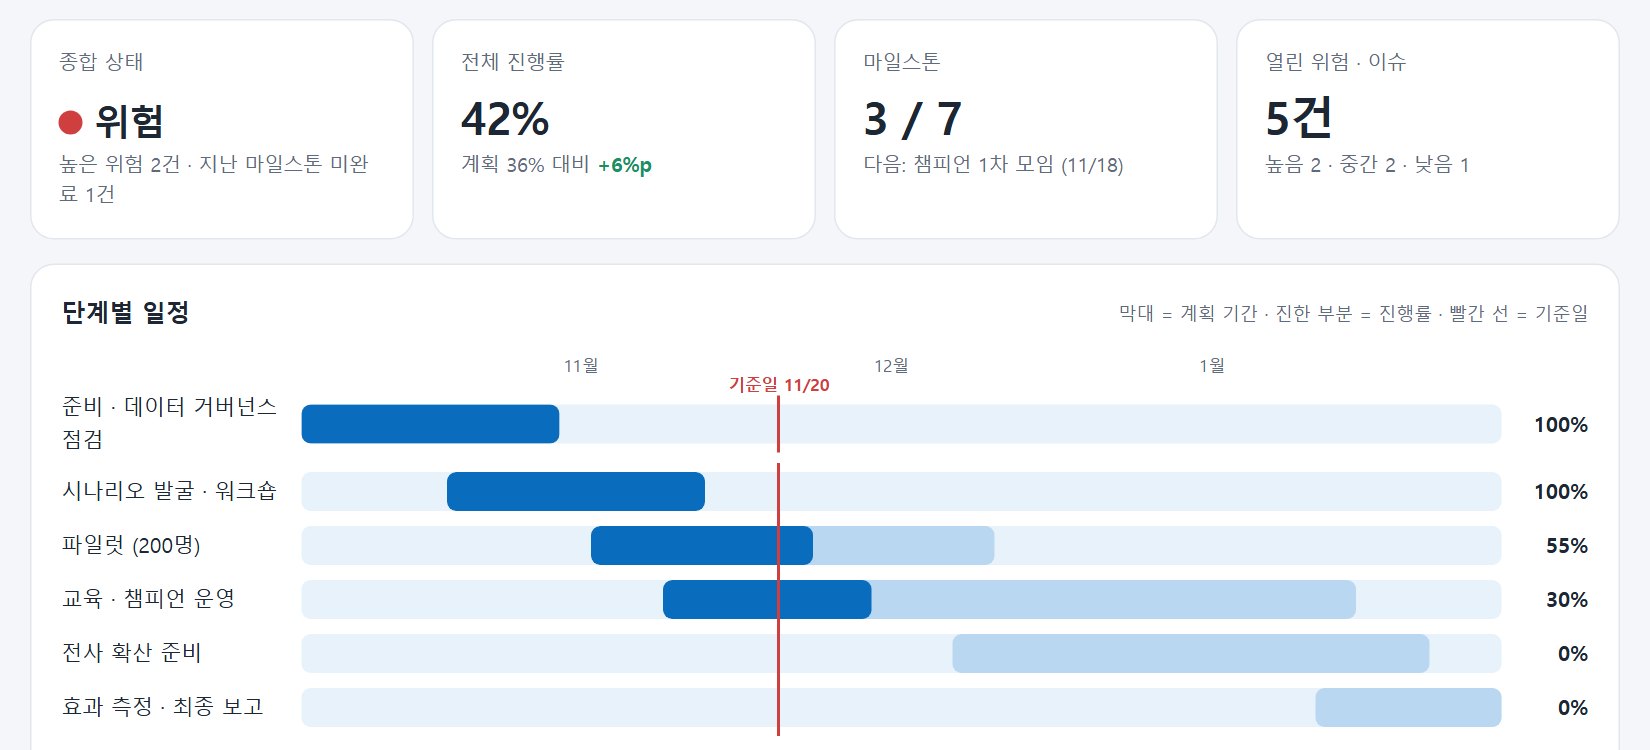 종합 상태
위험
높은 위험 2건 · 지난 마일스톤 미완
료 1건
전체 진행률
42%
계획 36% 대비 +6%p
마일스톤
3 / 7
다음: 챔피언 1차 모임 (11/18)
열린 위험 · 이슈
5건
높음 2 · 중간 2 · 낮음 1
단계별 일정
막대 = 계획 기간 · 진한 부분 = 진행률 · 빨간 선 = 기준일
11월
12월
1월
기준일 11/20
준비 · 데이터 거버넌스
점검
100%
시나리오 발굴 · 워크숍
100%
파일럿 (200명)
55%
교육 · 챔피언 운영
30%
전사 확산 준비
0%
효과 측정 · 최종 보고
0%